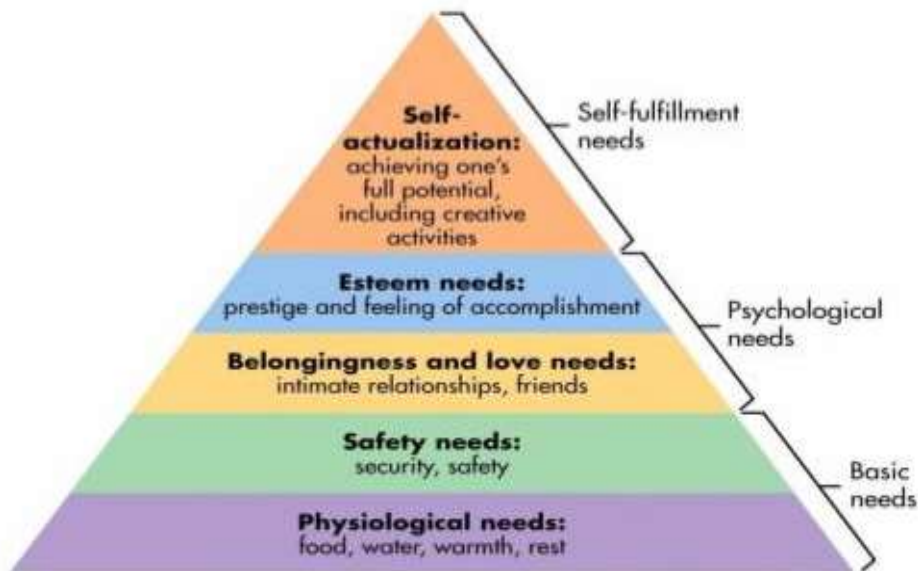 Self-
actualization:
achieving one's
full potential,
including creative
activities
Self-fulfillment
needs
Esteem needs:
prestige and feeling of accomplishment
Psychological
needs
Belongingness and love needs:
intimate relationships, friends
Safety needs:
security, safety
Basic
needs
Physiological needs:
food, water, warmth, rest